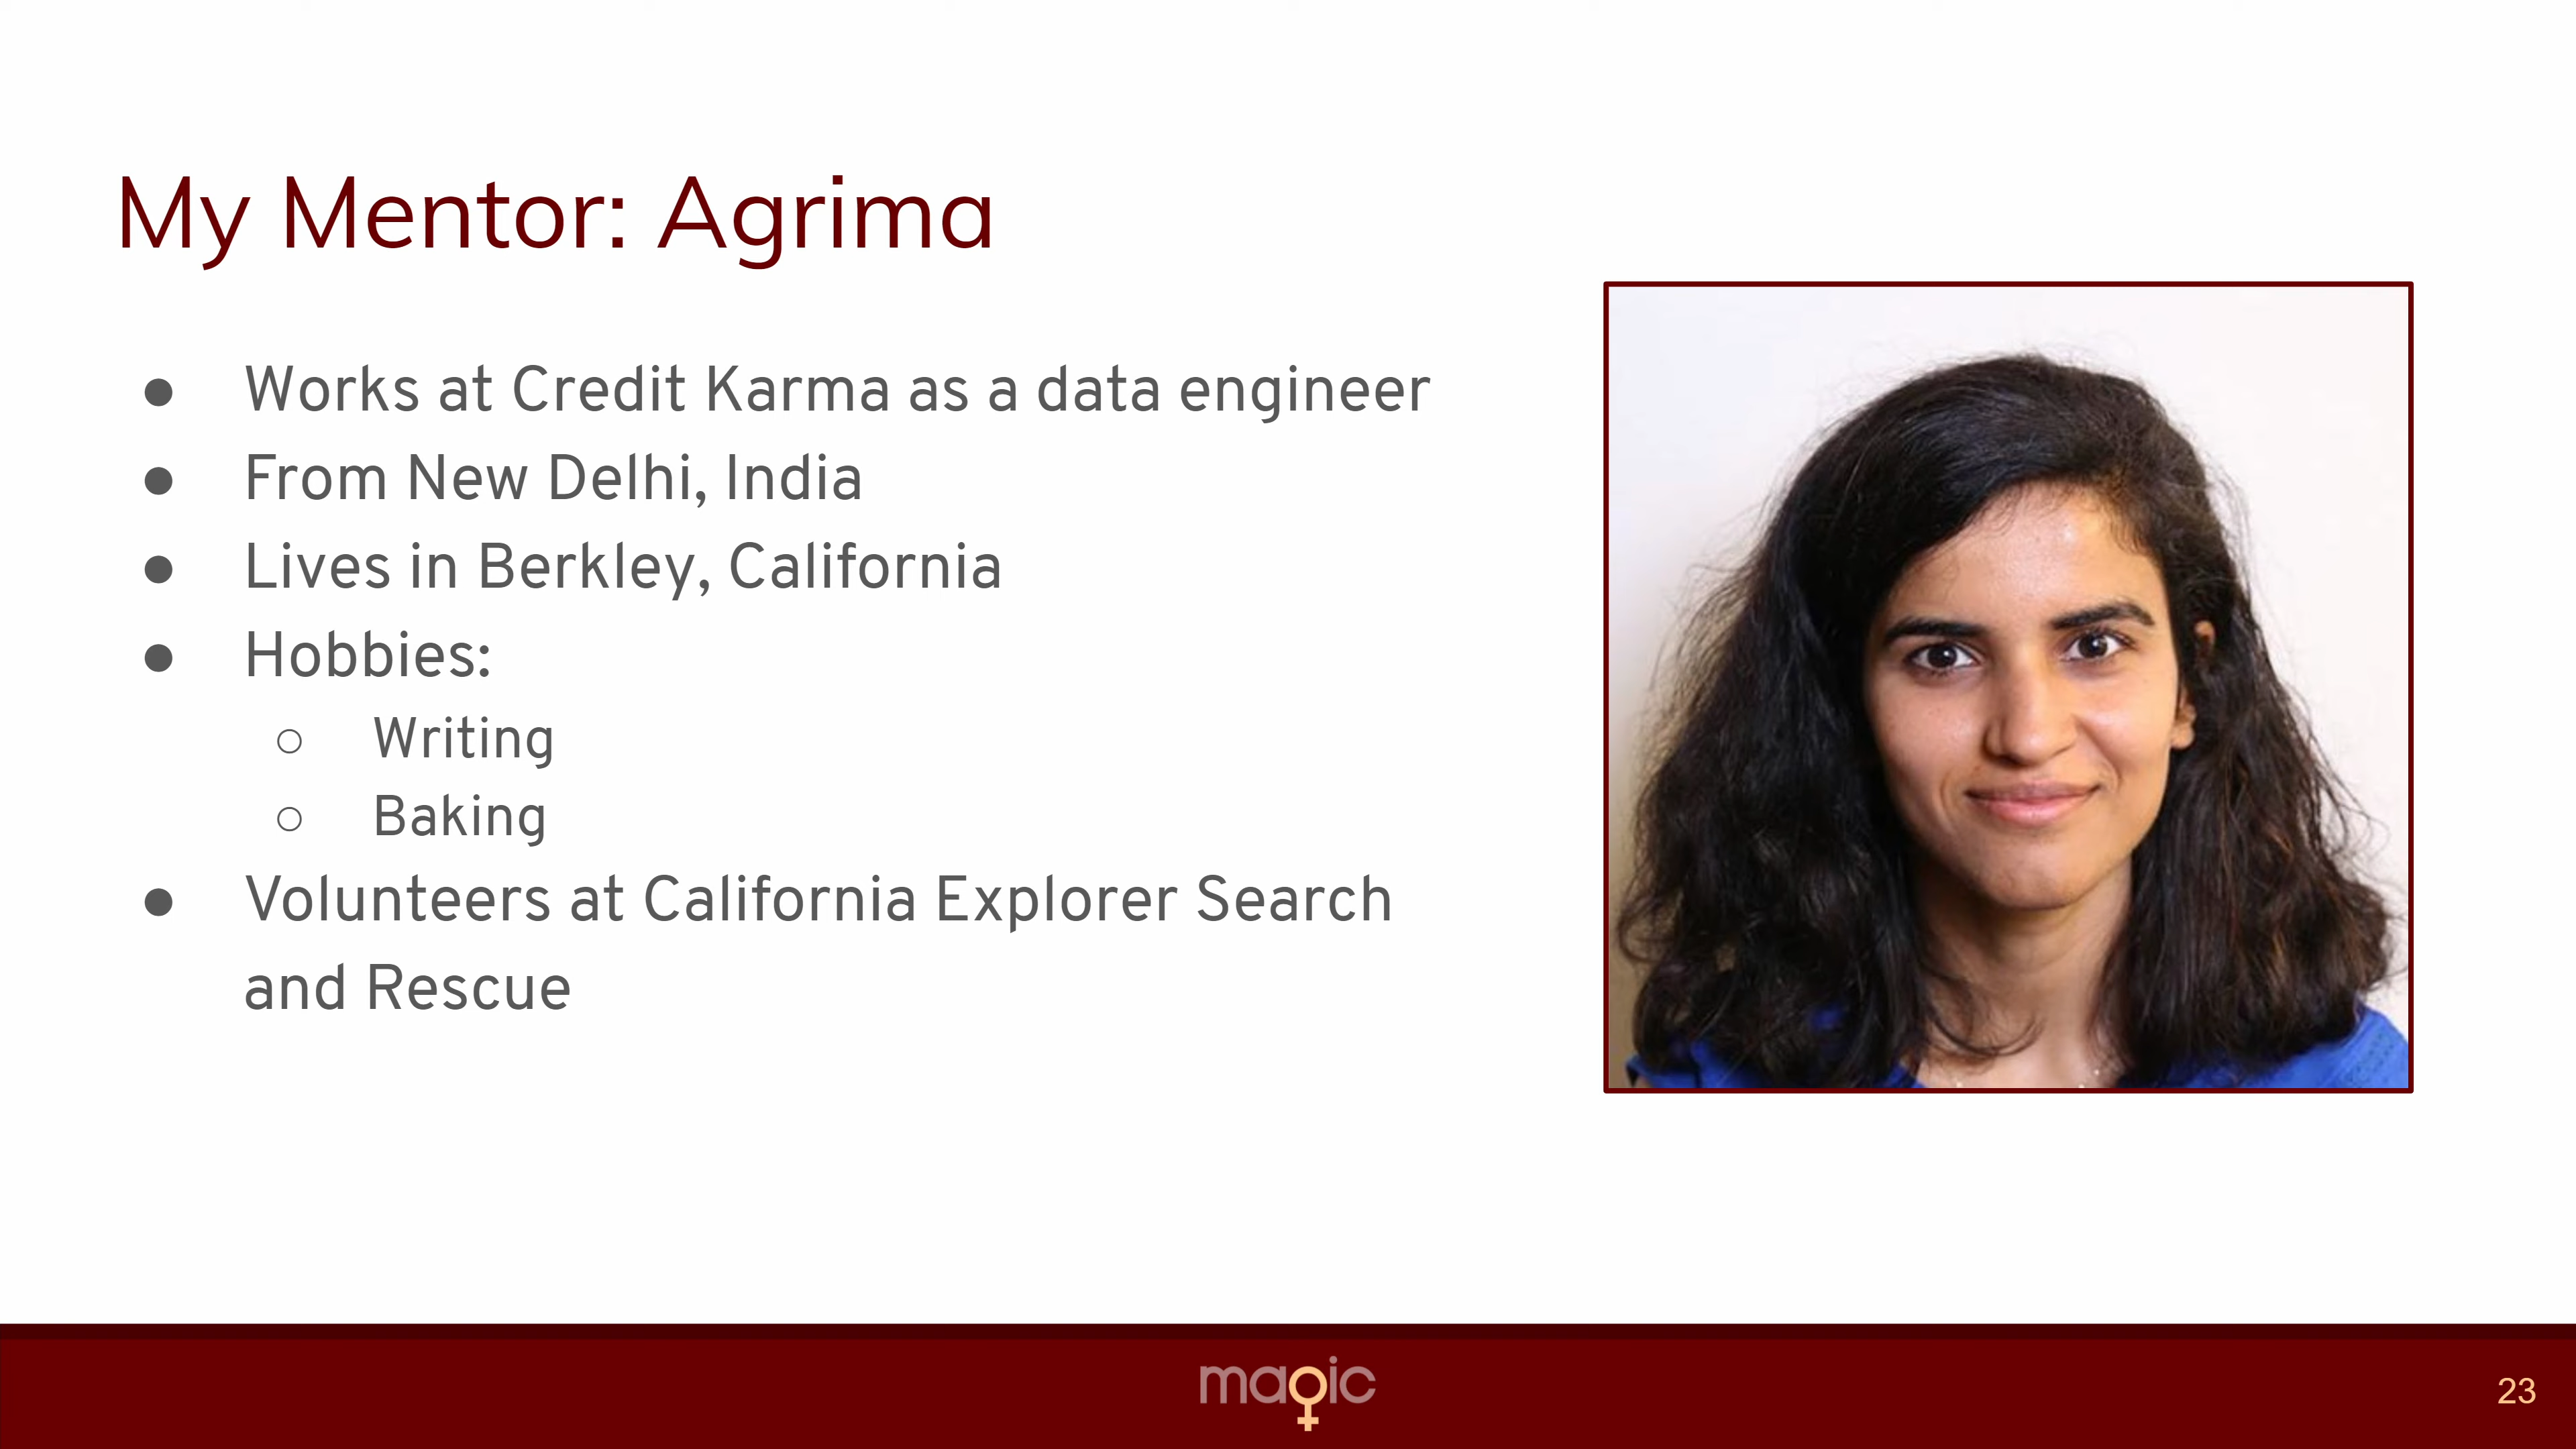 My Mentor: Agrima
● Works at Credit Karma as a data engineer
● From New Delhi, India
● Lives in Berkley, California
● Hobbies:
○ Writing
○ Baking
● Volunteers at California Explorer Search
and Rescue
magic
23